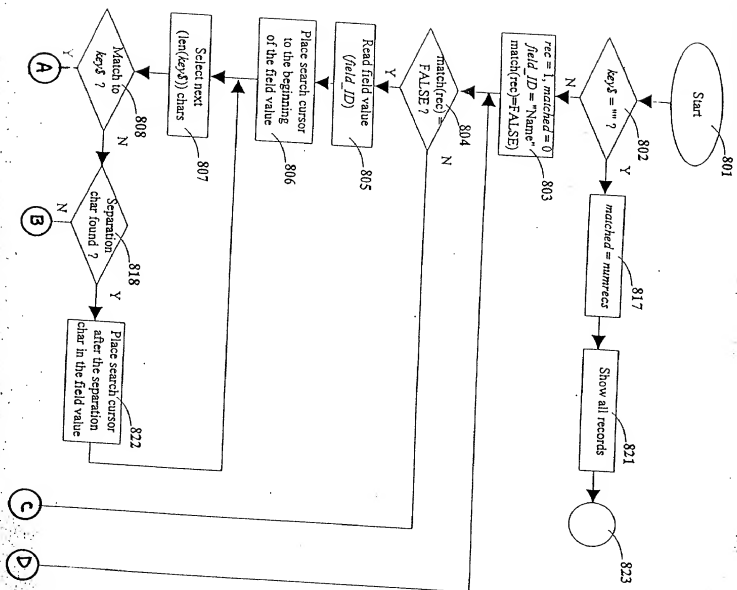 Start
801
key$ = "" ?
802
Y
N
matched = numrecs
817
Show all records
821
823
rec = 1, matched = 0
field_ID = "Name"
match(rec)=FALSE)
803
match(rec) =
FALSE ?
804
Y
N
Read field value
(field_ID)
805
Place search cursor
to the beginning
of the field value
806
Select next
(len(key$)) chars
807
Match to
key$ ?
808
Y
N
A
Separation
char found ?
818
N
Y
B
Place search cursor
after the separation
char in the field value
822
C
D